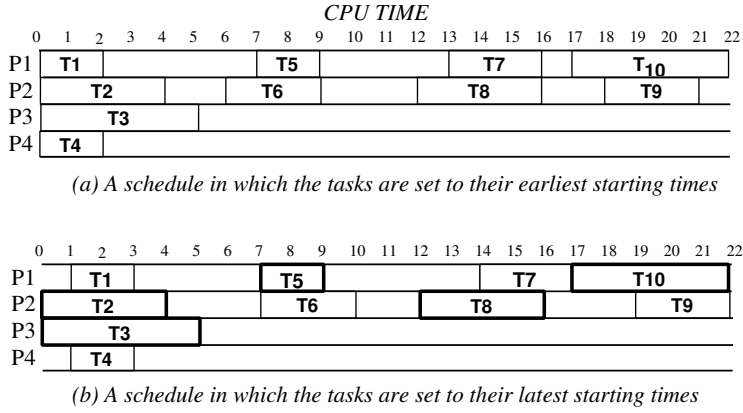 CPU TIME
0 1 2 3 4 5 6 7 8 9 10 11 12 13 14 15 16 17 18 19 20 21 22
P1 T1 T5 T7 T10
P2 T2 T6 T8 T9
P3 T3
P4 T4
(a) A schedule in which the tasks are set to their earliest starting times
0 1 2 3 4 5 6 7 8 9 10 11 12 13 14 15 16 17 18 19 20 21 22
P1 T1 T5 T7 T10
P2 T2 T6 T8 T9
P3 T3
P4 T4
(b) A schedule in which the tasks are set to their latest starting times